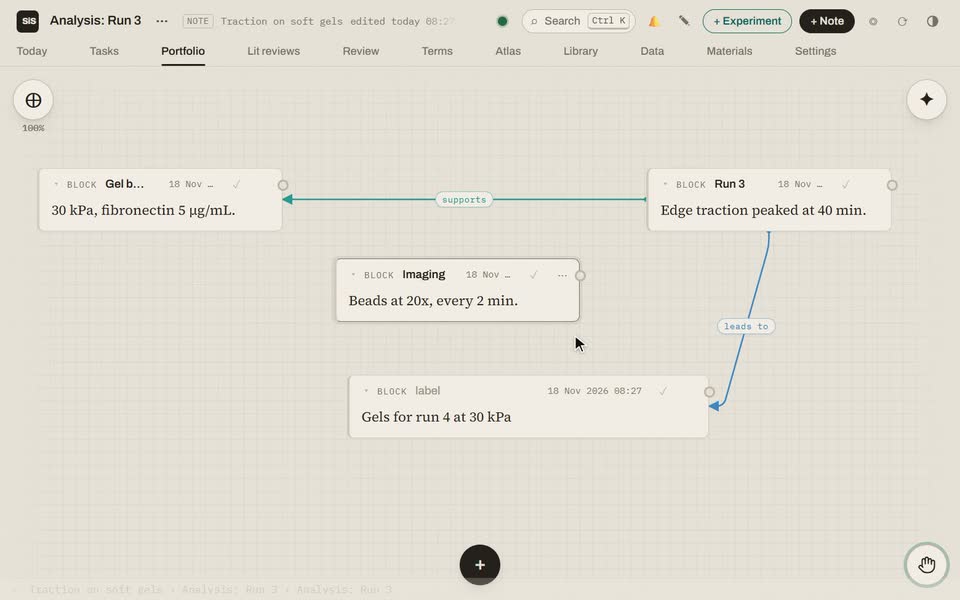 SIS Analysis: Run 3 ... NOTE Traction on soft gels edited today 08:27 Search Ctrl K + Experiment + Note
Today Tasks Portfolio Lit reviews Review Terms Atlas Library Data Materials Settings
100%
BLOCK Gel b... 18 Nov …
30 kPa, fibronectin 5 µg/mL.
supports
BLOCK Run 3 18 Nov …
Edge traction peaked at 40 min.
BLOCK Imaging 18 Nov … ...
Beads at 20x, every 2 min.
leads to
BLOCK label 18 Nov 2026 08:27
Gels for run 4 at 30 kPa
+
Traction on soft gels › Analysis: Run 3 › Analysis: Run 3